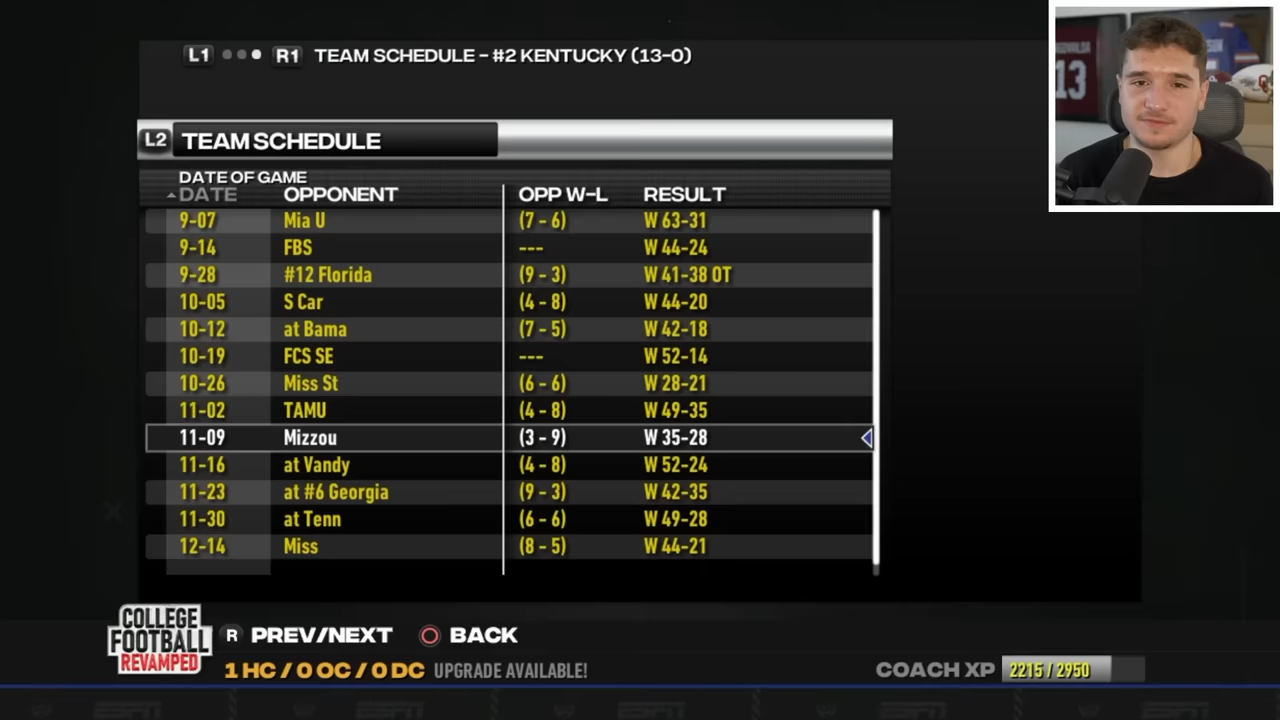 L1 R1 TEAM SCHEDULE - #2 KENTUCKY (13-0)
L2 TEAM SCHEDULE
DATE OF GAME
DATE OPPONENT OPP W-L RESULT
9-07 Mia U (7 - 6) W 63-31
9-14 FBS --- W 44-24
9-28 #12 Florida (9 - 3) W 41-38 OT
10-05 S Car (4 - 8) W 44-20
10-12 at Bama (7 - 5) W 42-18
10-19 FCS SE --- W 52-14
10-26 Miss St (6 - 6) W 28-21
11-02 TAMU (4 - 8) W 49-35
11-09 Mizzou (3 - 9) W 35-28
11-16 at Vandy (4 - 8) W 52-24
11-23 at #6 Georgia (9 - 3) W 42-35
11-30 at Tenn (6 - 6) W 49-28
12-14 Miss (8 - 5) W 44-21
COLLEGE
FOOTBALL
REVAMPED
R PREV/NEXT BACK
1 HC / 0 OC / 0 DC UPGRADE AVAILABLE!
COACH XP 2215 / 2950
13